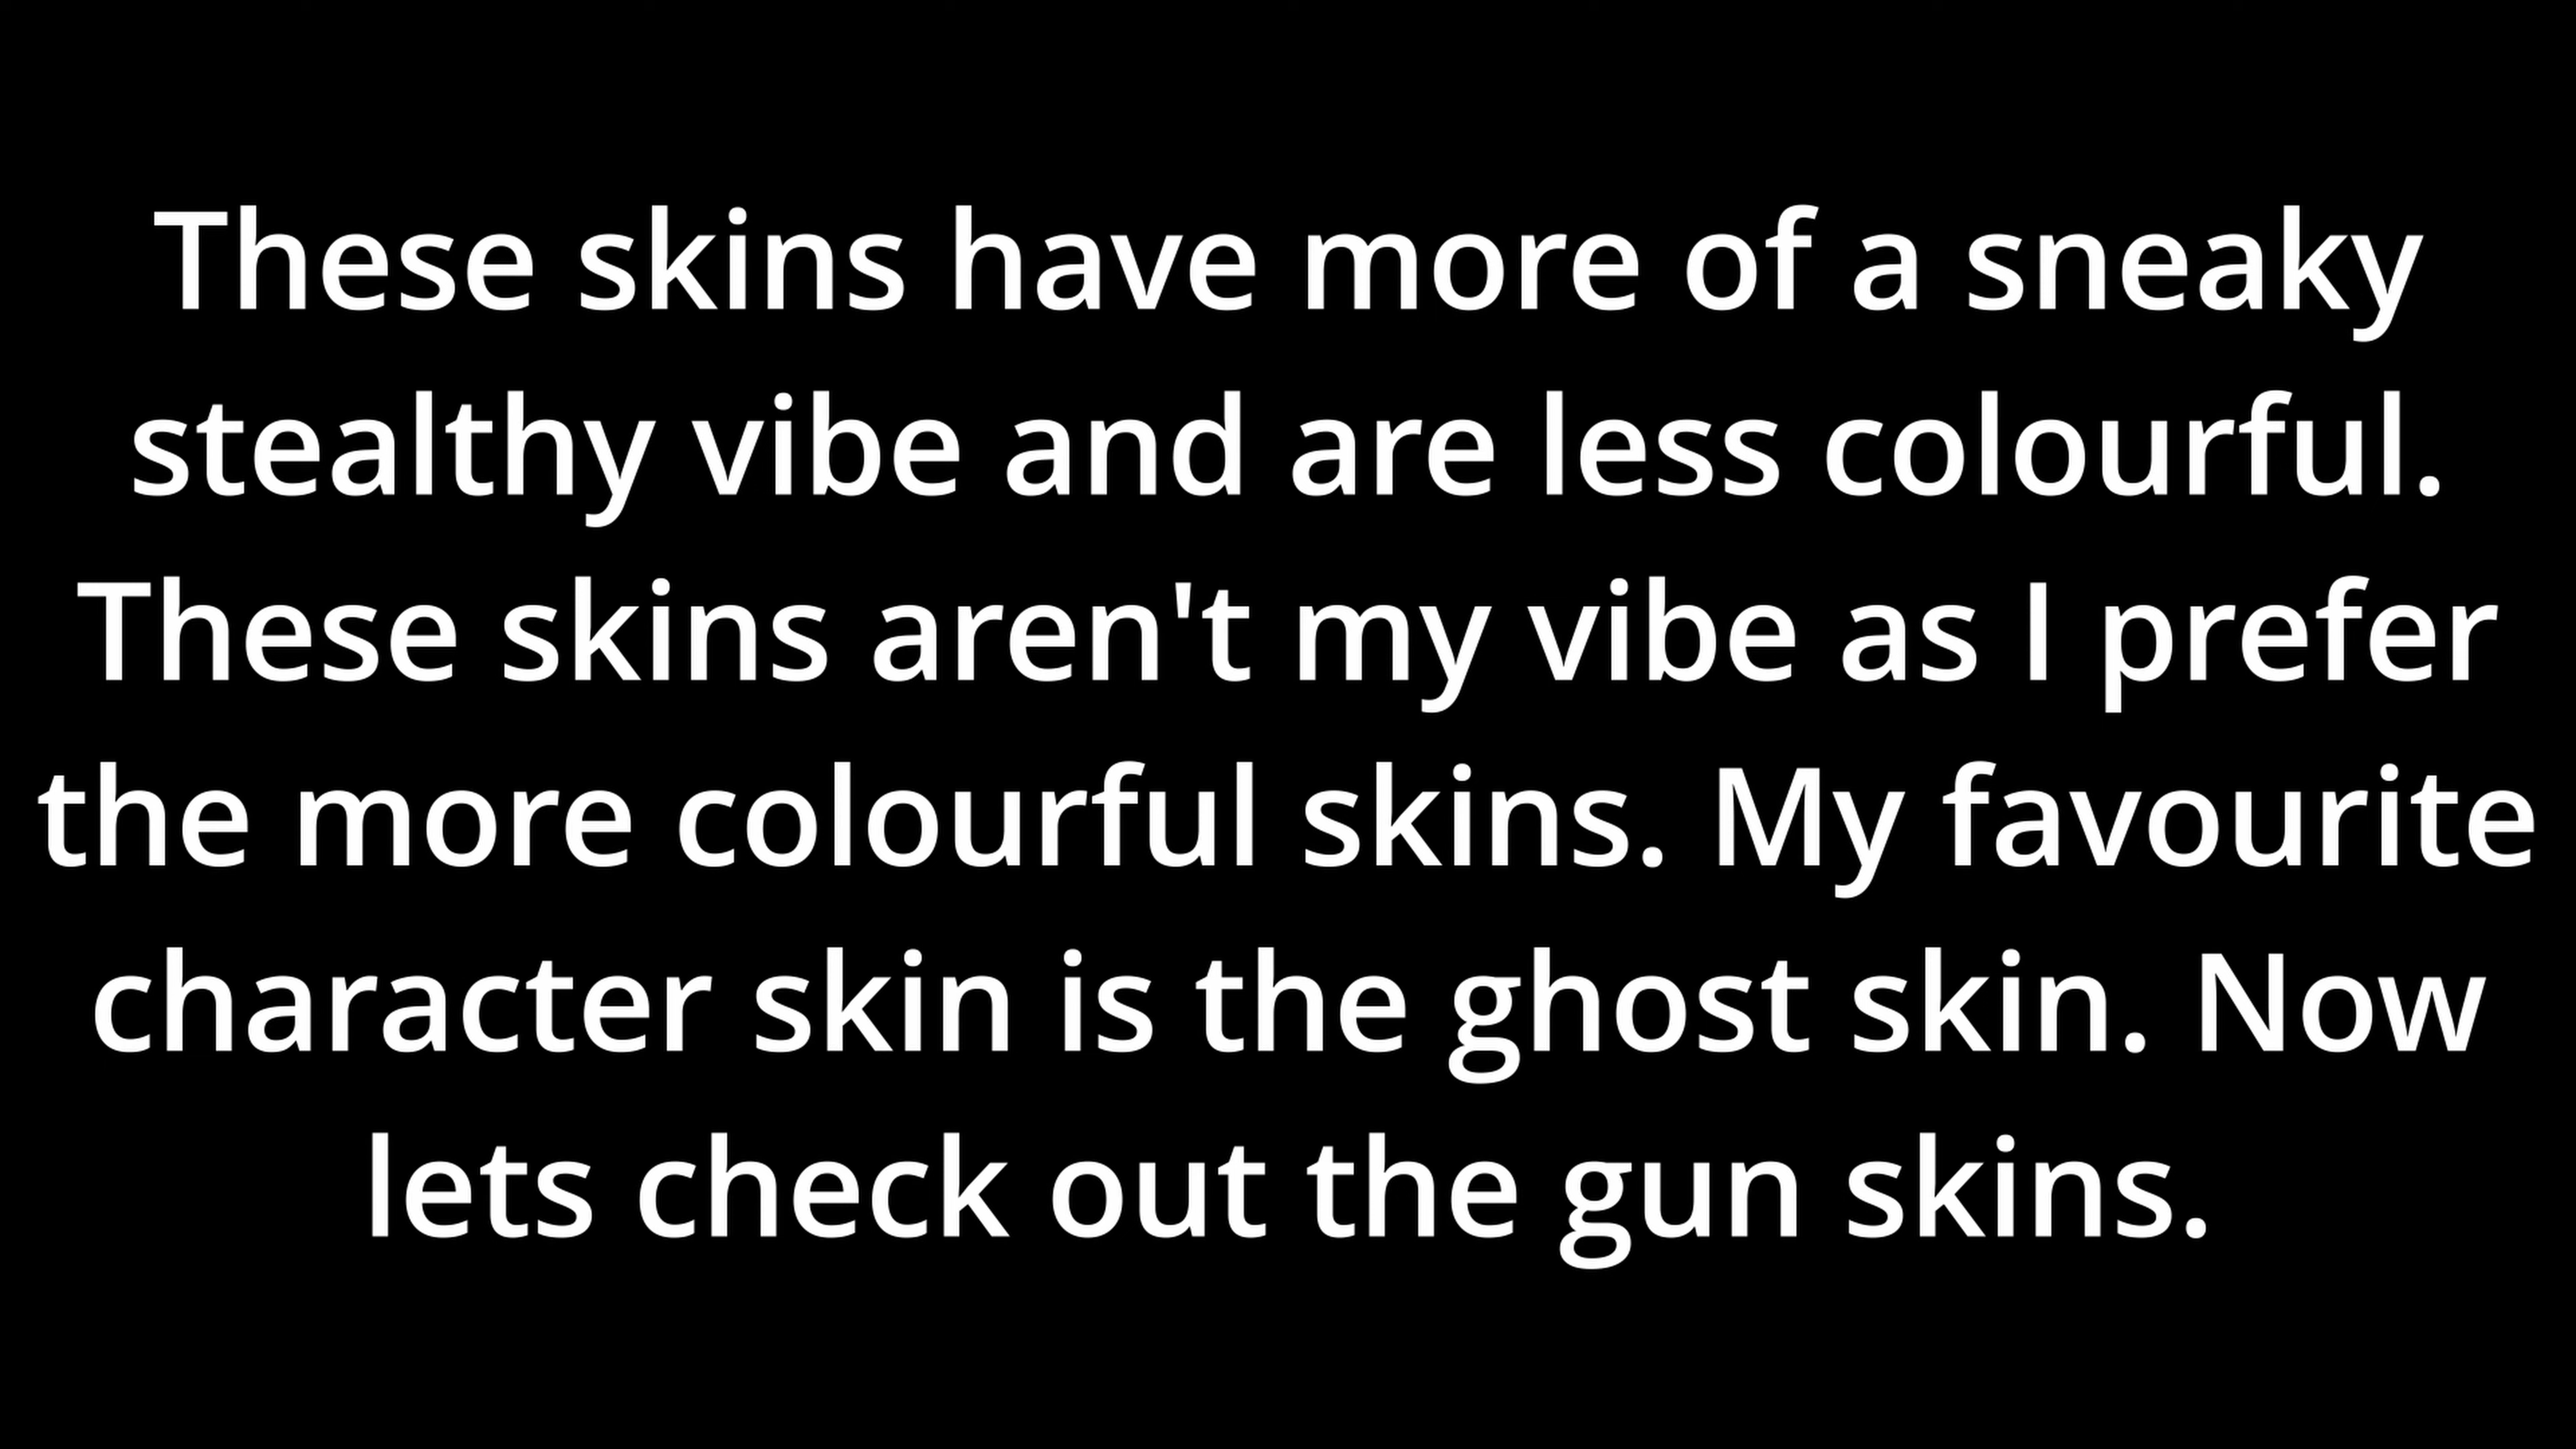 These skins have more of a sneaky
stealthy vibe and are less colourful.
These skins aren't my vibe as I prefer
the more colourful skins. My favourite
character skin is the ghost skin. Now
lets check out the gun skins.